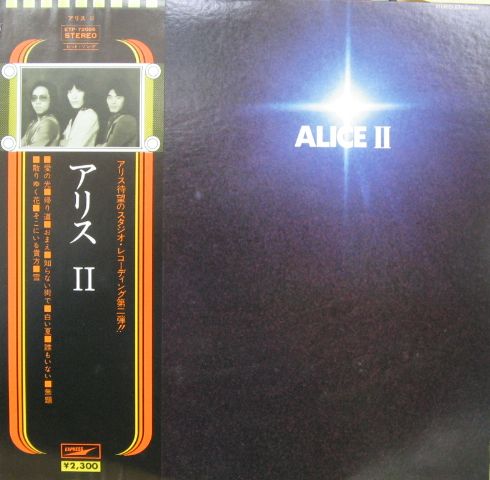 アリス II
ETP-72086
STEREO
ヒット・ソング
アリス待望のスタジオ・レコーディング第二弾!!
アリス II
■愛の光■帰り道■おまえ■知らない街で■白い夏■誰もいない■無題
■散りゆく花■そこにいる貴方■雪
EXPRESS
¥2,300
ALICE II